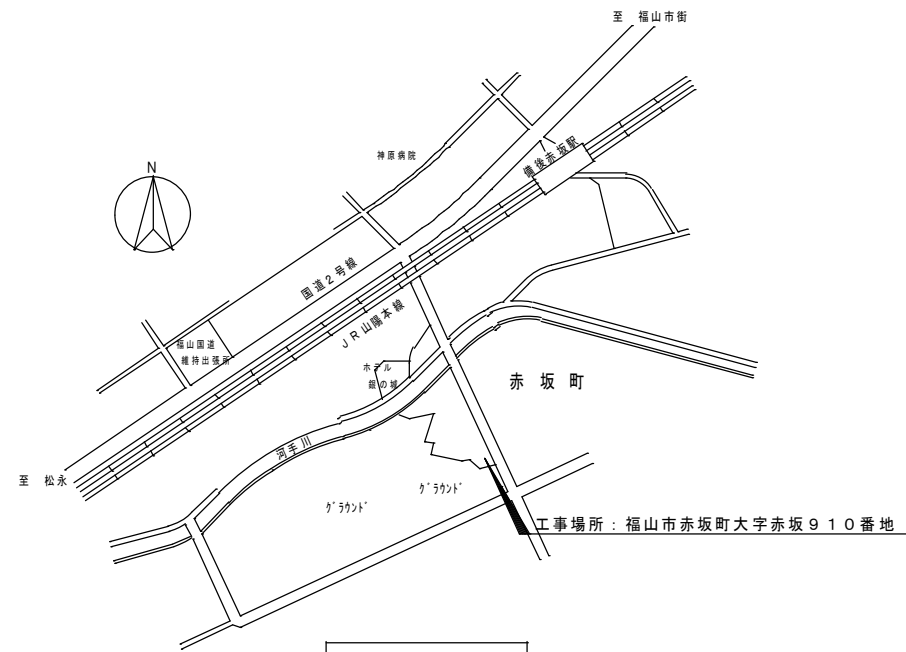 至　福山市街
備後赤坂駅
神原病院
N
国道２号線
ＪＲ山陽本線
福山国道
維持出張所
ホテル
銀の城
赤 坂 町
河手川
至　松永
ｸﾞﾗｳﾝﾄﾞ
ｸﾞﾗｳﾝﾄﾞ
工事場所：福山市赤坂町大字赤坂９１０番地